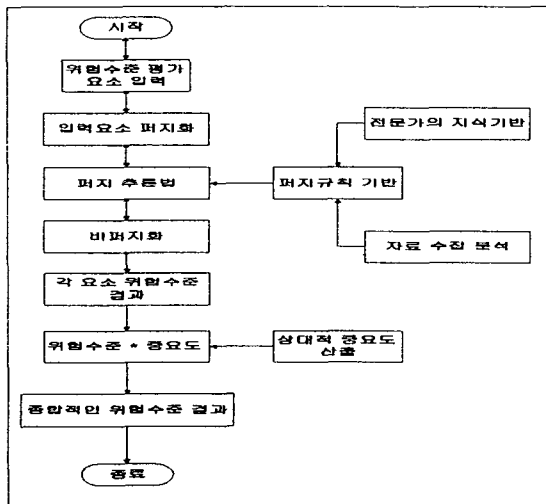 시작
위험수준 평가
요소 입력
입력요소 퍼지화
전문가의 지식기반
퍼지 추론법
퍼지규칙 기반
비퍼지화
자료 수집 분석
각 요소 위험수준
결과
위험수준 * 중요도
상대적 중요도
산출
종합적인 위험수준 결과
종료